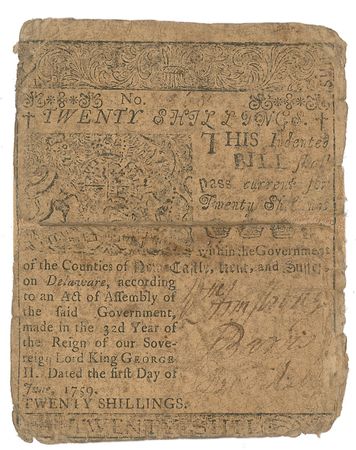 No.
TWENTY SHILLINGS.
THIS Indented
BILL shall
pass current for
Twenty Shillings
within the Government
of the Counties of New-Castle, Kent, and Sussex,
on Delaware, according
to an Act of Assembly of
the said Government,
made in the 32d Year of
the Reign of our Sove-
reign Lord King GEORGE
II. Dated the first Day of
June, 1759.
TWENTY SHILLINGS.
TWENTY SHILL